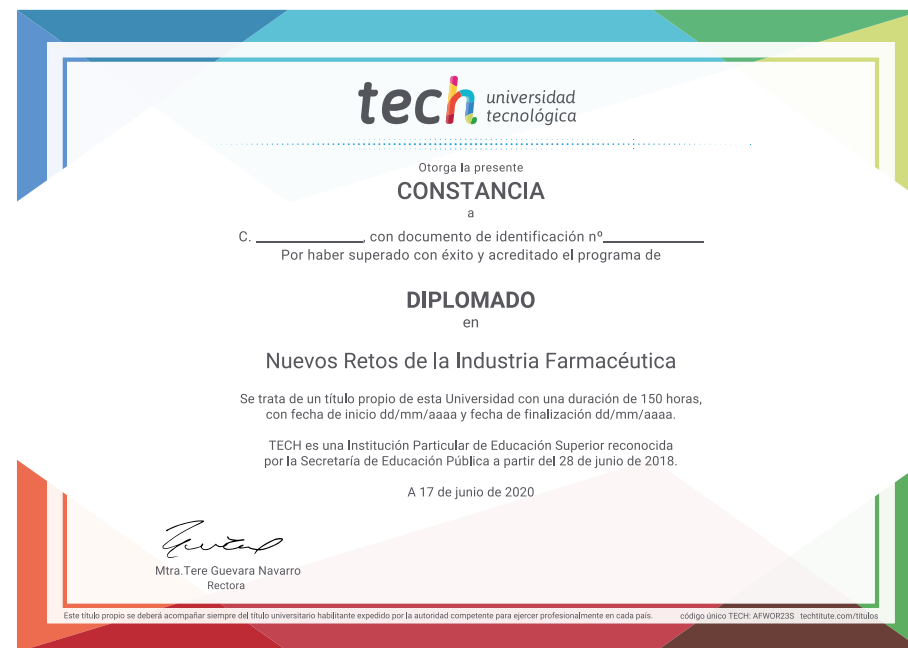 tech universidad
tecnológica
Otorga la presente
CONSTANCIA
a
C. ____________, con documento de identificación nº____________
Por haber superado con éxito y acreditado el programa de
DIPLOMADO
en
Nuevos Retos de la Industria Farmacéutica
Se trata de un título propio de esta Universidad con una duración de 150 horas,
con fecha de inicio dd/mm/aaaa y fecha de finalización dd/mm/aaaa.
TECH es una Institución Particular de Educación Superior reconocida
por la Secretaría de Educación Pública a partir del 28 de junio de 2018.
A 17 de junio de 2020
Mtra.Tere Guevara Navarro
Rectora
Este título propio se deberá acompañar siempre del título universitario habilitante expedido por la autoridad competente para ejercer profesionalmente en cada país. código único TECH: AFWOR23S techtitute.com/títulos